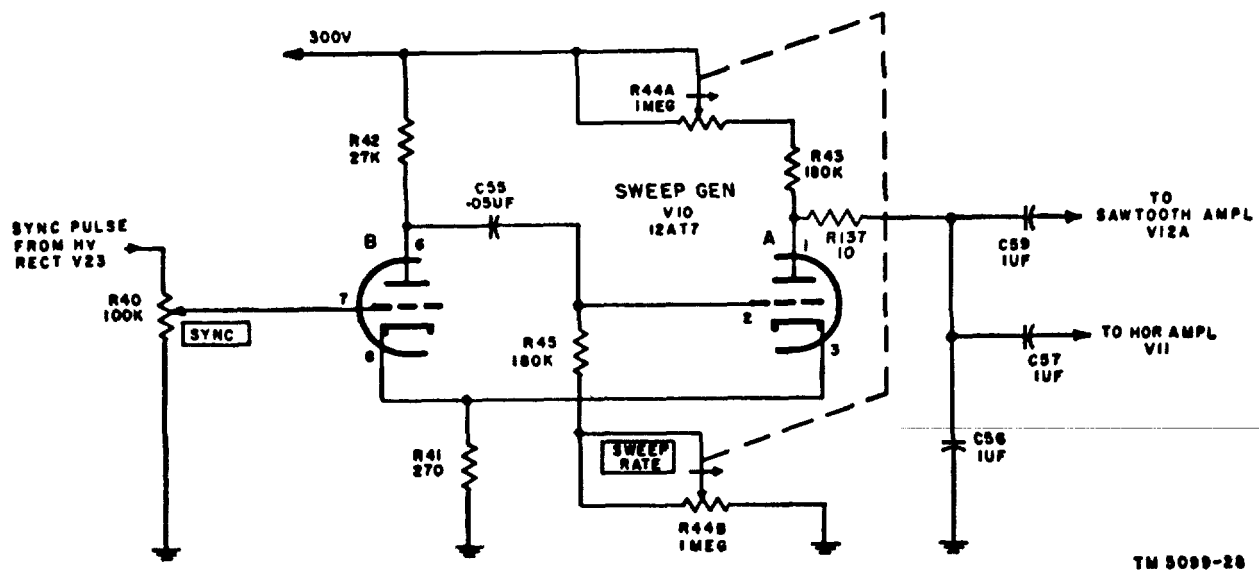 300V
R44A
1MEG
R42
27K
R43
180K
C55
.05UF
SWEEP GEN
V10
12AT7
TO
SAWTOOTH AMPL
V12A
SYNC PULSE
FROM HV
RECT V23
B
6
A
1
R137
10
C59
1UF
R40
100K
7
SYNC
2
TO HOR AMPL
V11
8
R45
180K
3
C57
1UF
R41
270
SWEEP
RATE
C56
1UF
R44B
1MEG
TM 5099-28